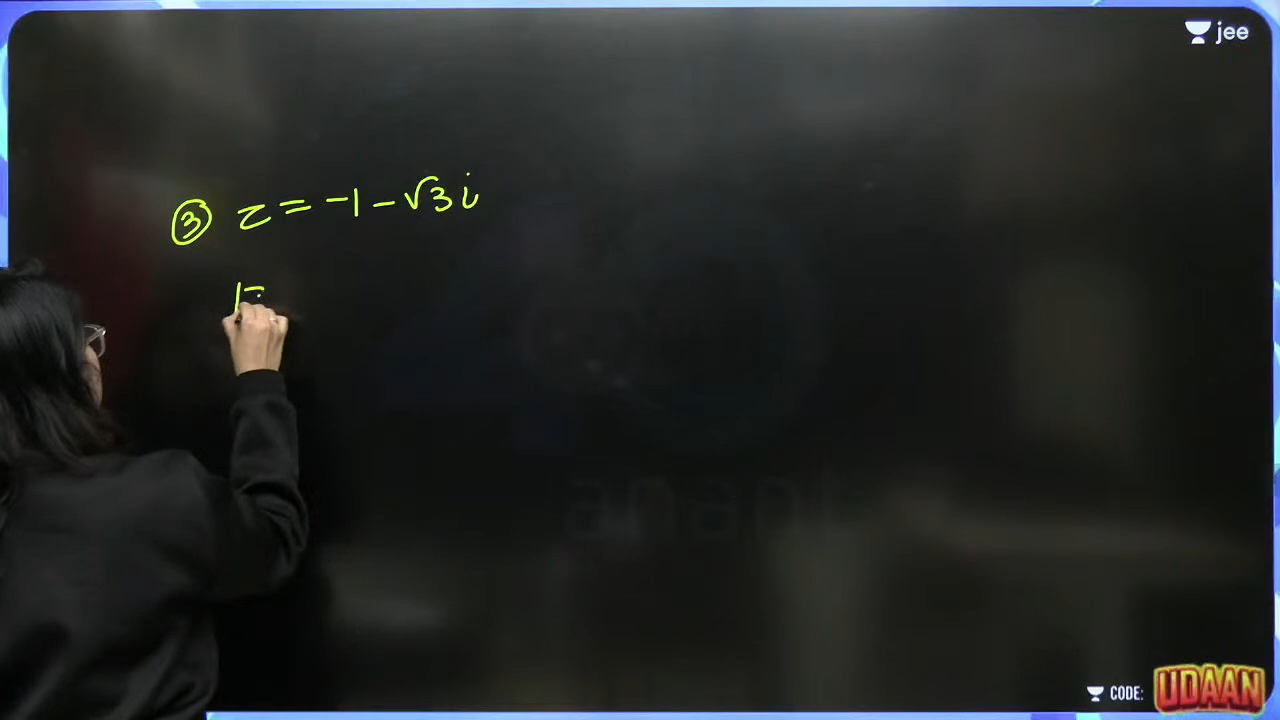 jee
③ z = -1 - √3 i
CODE: UDAAN